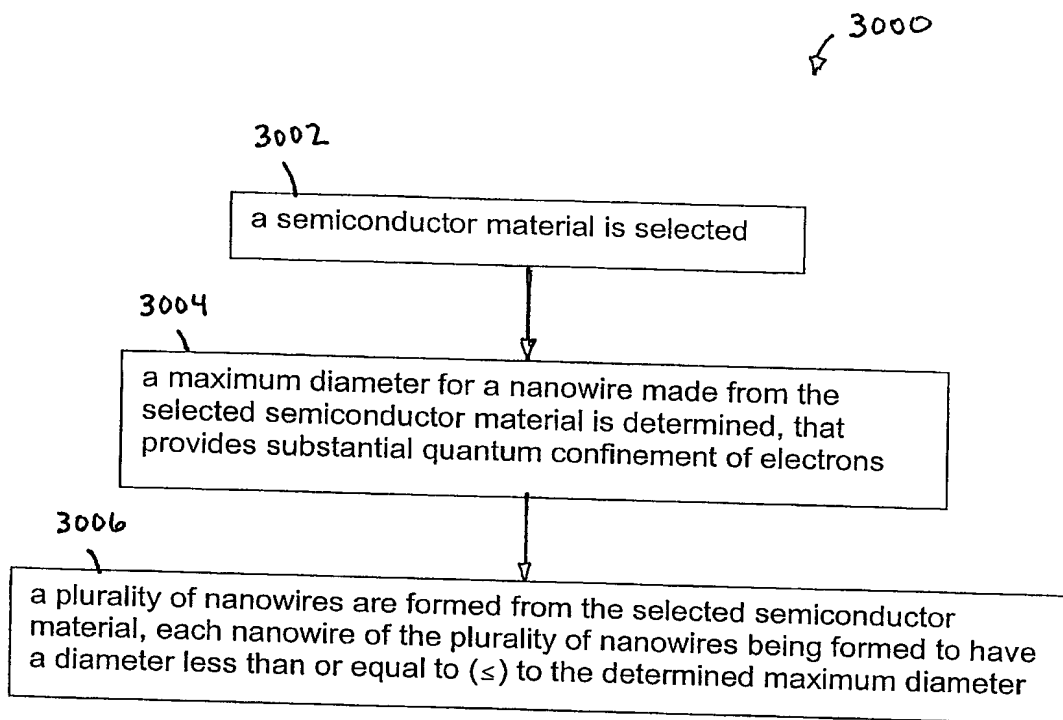 3000
3002
a semiconductor material is selected
3004
a maximum diameter for a nanowire made from the
selected semiconductor material is determined, that
provides substantial quantum confinement of electrons
3006
a plurality of nanowires are formed from the selected semiconductor
material, each nanowire of the plurality of nanowires being formed to have
a diameter less than or equal to (≤) to the determined maximum diameter